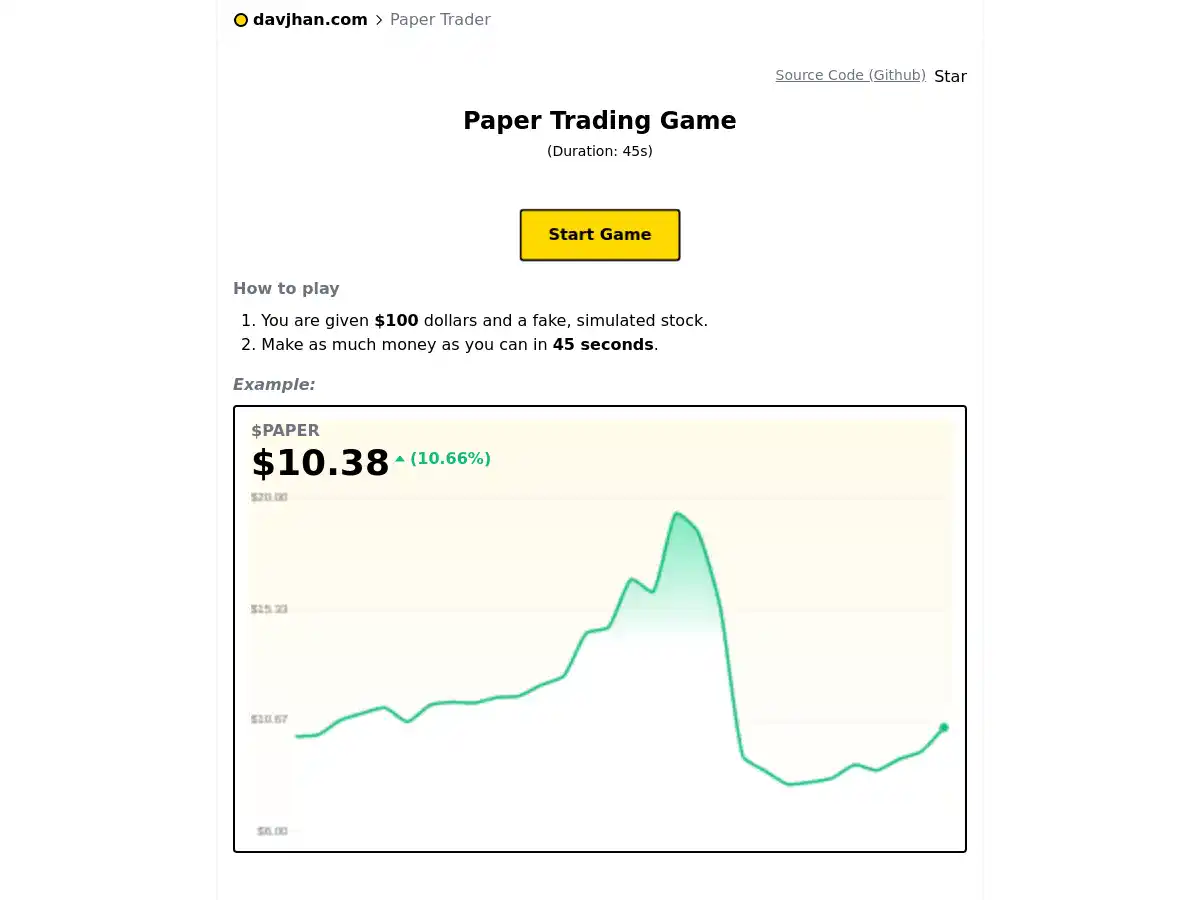 davjhan.com > Paper Trader
Source Code (Github) Star
Paper Trading Game
(Duration: 45s)
Start Game
How to play
1. You are given $100 dollars and a fake, simulated stock.
2. Make as much money as you can in 45 seconds.
Example:
$PAPER
$10.38 (10.66%)
$20.00
$15.33
$10.67
$6.00